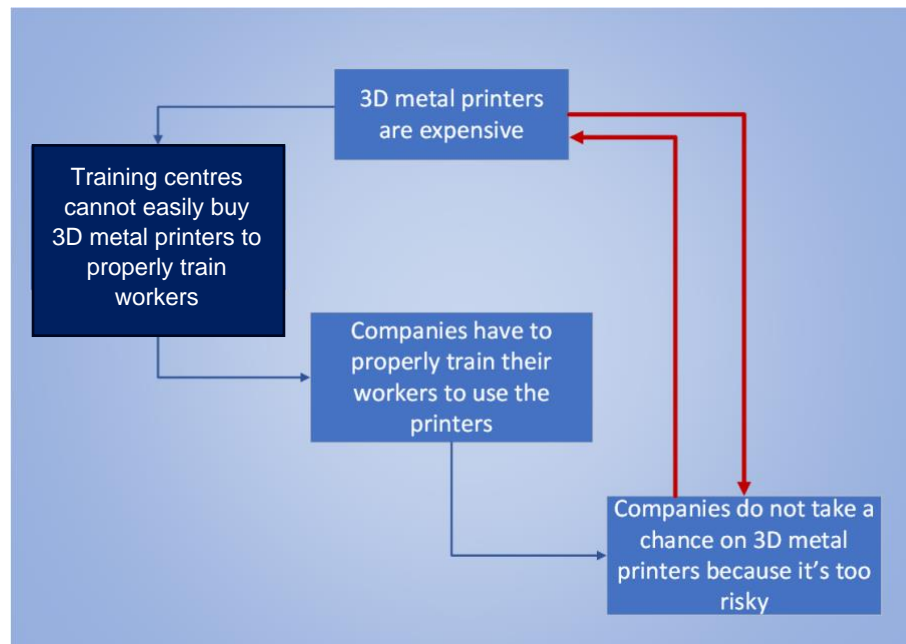 3D metal printers
are expensive
Training centres
cannot easily buy
3D metal printers to
properly train
workers
Companies have to
properly train their
workers to use the
printers
Companies do not take a
chance on 3D metal
printers because it's too
risky